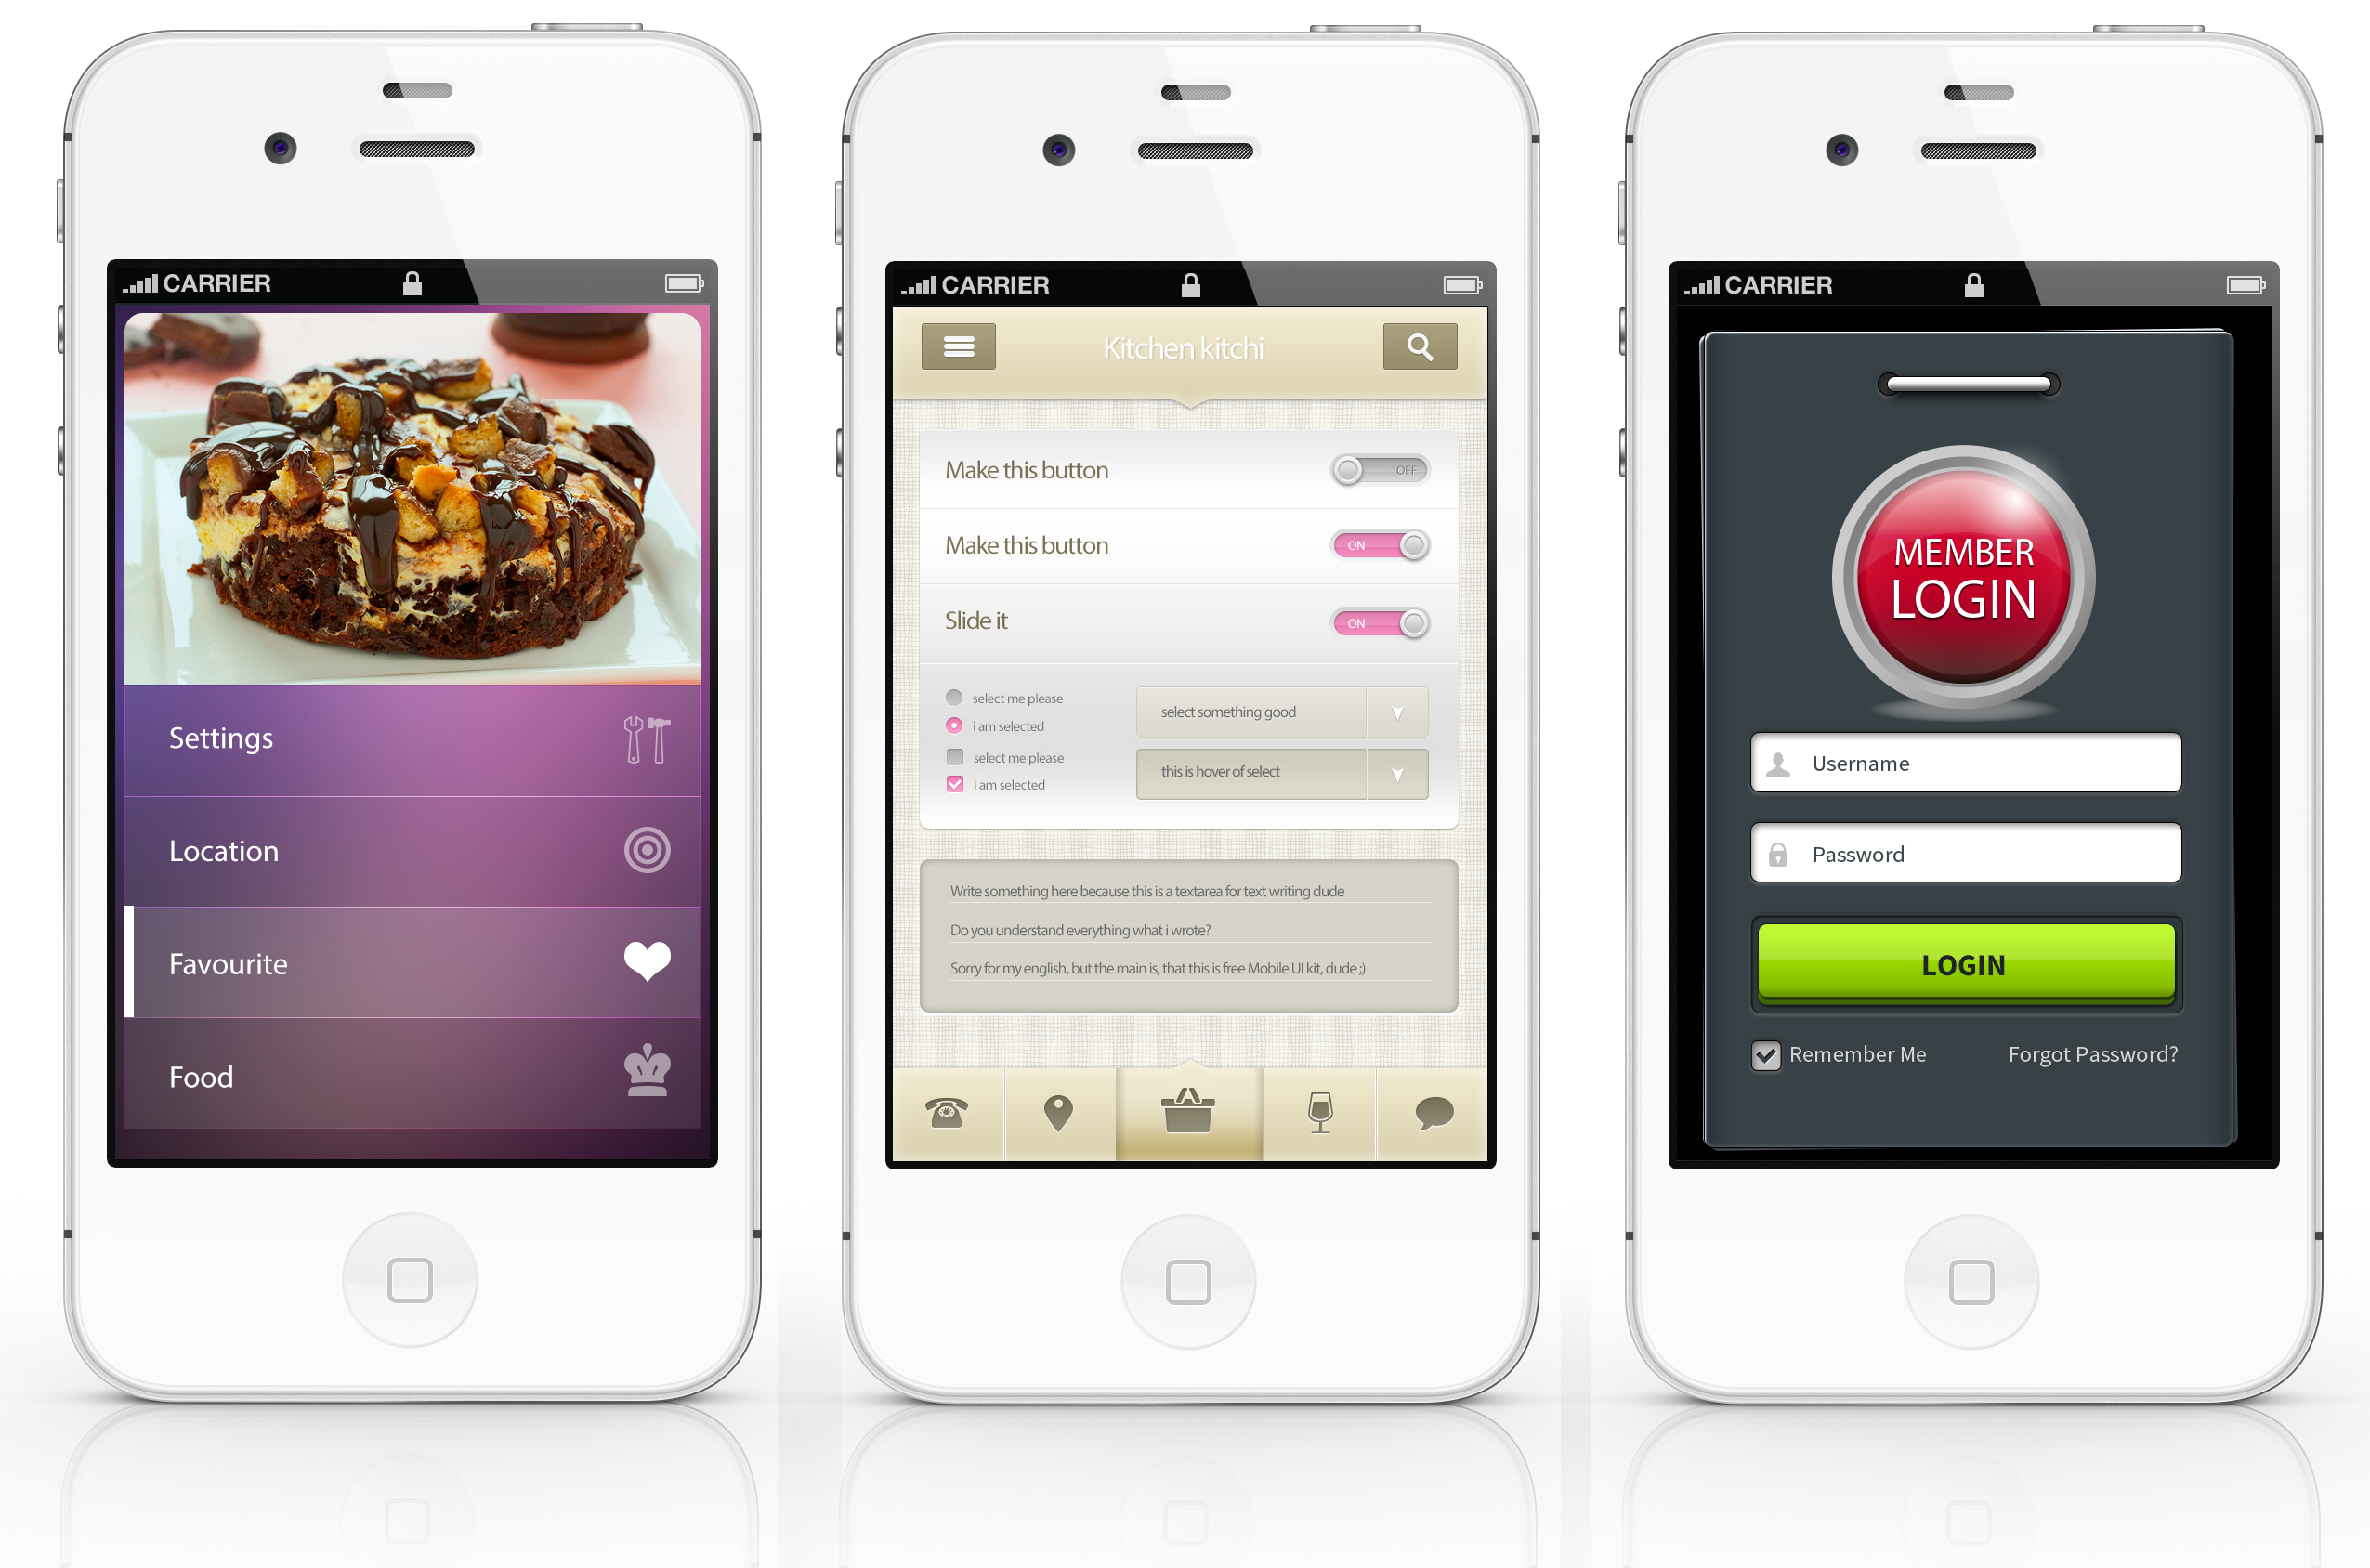 CARRIER
Settings
Location
Favourite
Food
CARRIER
Kitchen kitchi
Make this button
OFF
Make this button
ON
Slide it
ON
select me please
i am selected
select me please
i am selected
select something good
this is hover of select
Write something here because this is a textarea for text writing dude
Do you understand everything what i wrote?
Sorry for my english, but the main is, that this is free Mobile UI kit, dude ;)
CARRIER
MEMBER
LOGIN
Username
Password
LOGIN
Remember Me
Forgot Password?